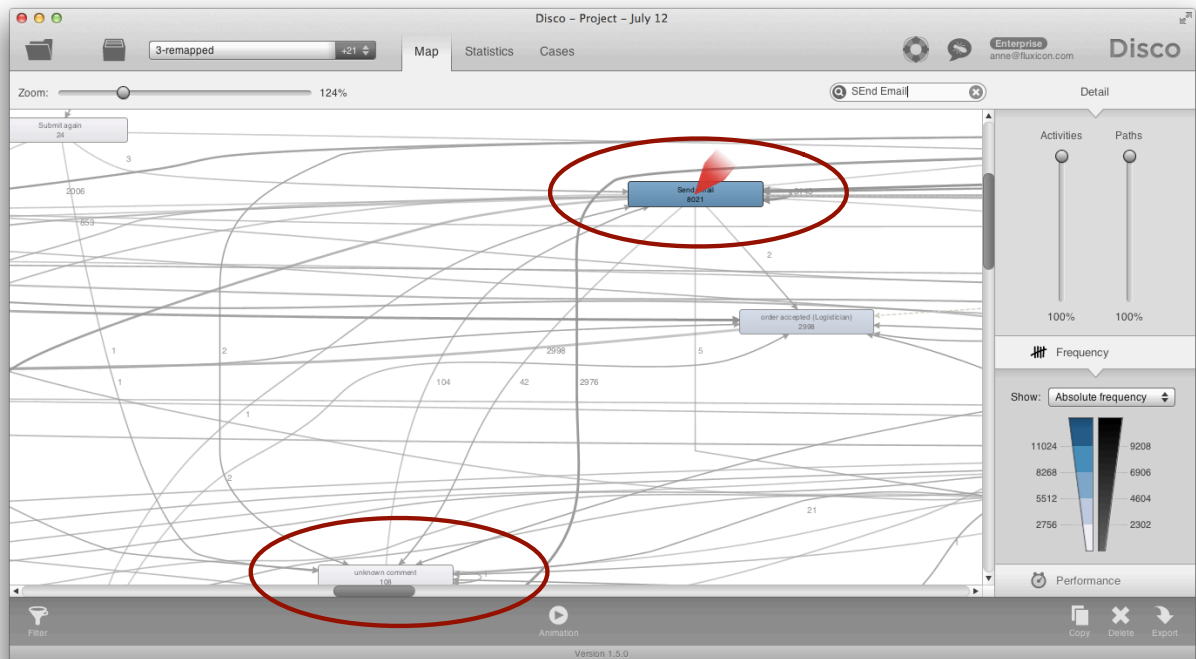 Disco - Project - July 12
3-remapped
+21
Map
Statistics
Cases
Enterprise
anne@fluxicon.com
Disco
Zoom:
124%
SEnd Email
Detail
Submit again
24
3
2006
853
8021
2
order accepted (Logistician)
2998
1
2
2998
5
1
104
42
2976
1
2
21
1
unknown comment
108
Activities
Paths
100%
100%
Frequency
Show:
Absolute frequency
11024
9208
8268
6906
5512
4604
2756
2302
Performance
Filter
Animation
Copy
Delete
Export
Version 1.5.0